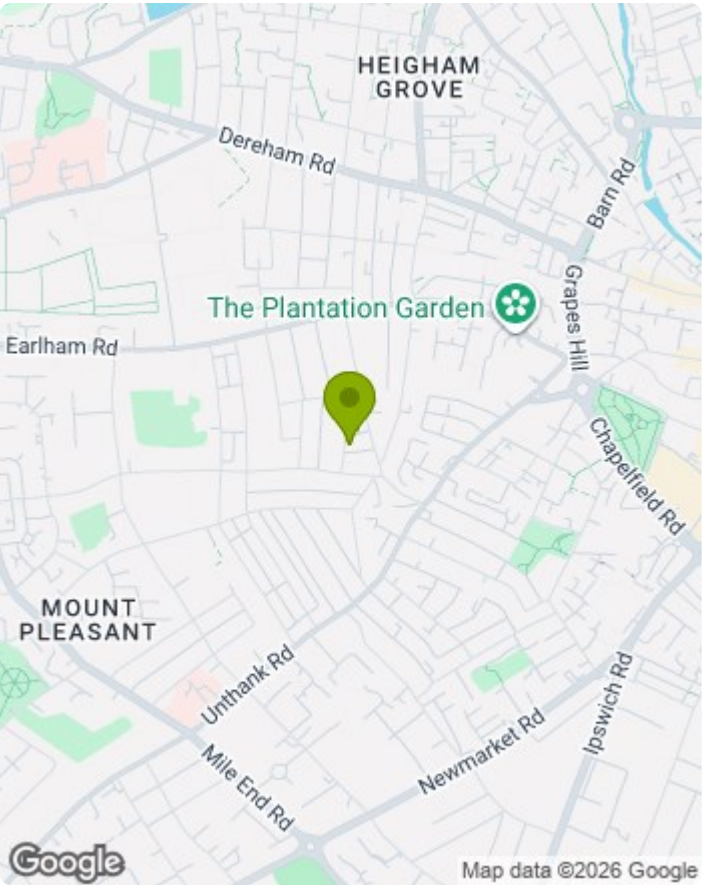 HEIGHAM
GROVE
Dereham Rd
Barn Rd
Grapes Hill
The Plantation Garden
Earlham Rd
Chapelfield Rd
MOUNT
PLEASANT
Unthank Rd
Ipswich Rd
Newmarket Rd
Mile End Rd
Google
Map data ©2026 Google